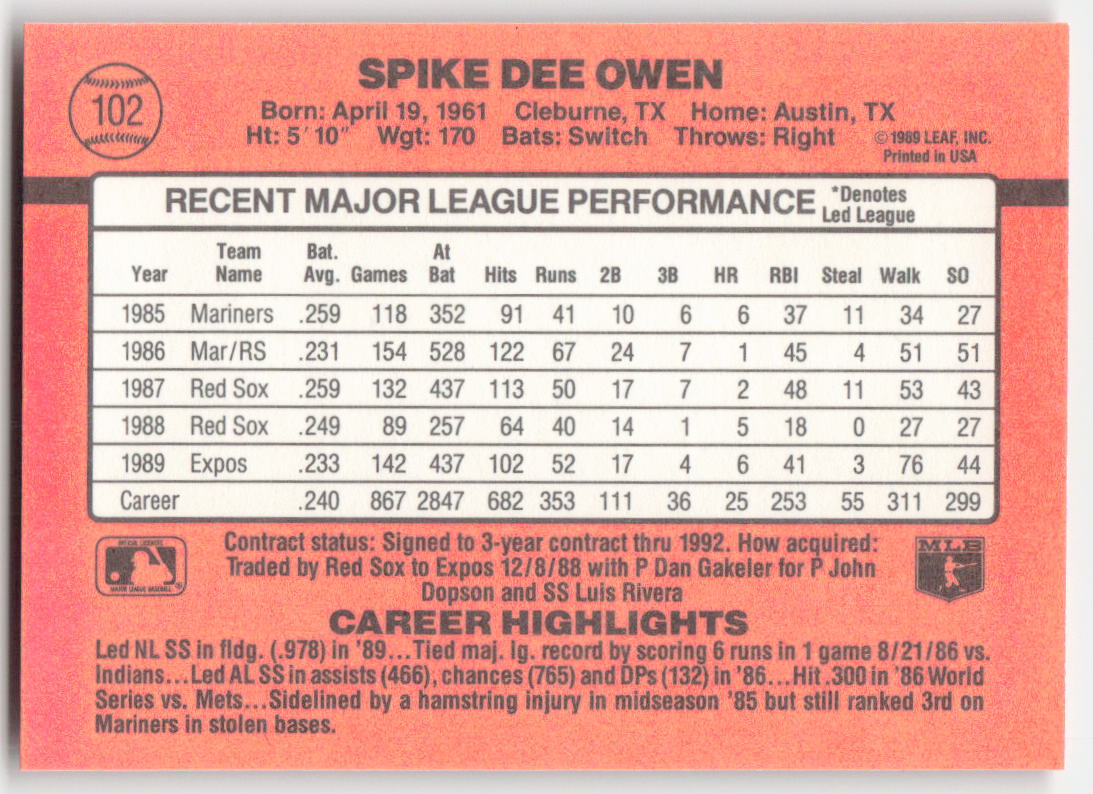 102
SPIKE DEE OWEN
Born: April 19, 1961 Cleburne, TX Home: Austin, TX
Ht: 5´10" Wgt: 170 Bats: Switch Throws: Right ©1989 LEAF, INC.
Printed in USA
RECENT MAJOR LEAGUE PERFORMANCE *Denotes
Led League
Team Bat. At
Year Name Avg. Games Bat Hits Runs 2B 3B HR RBI Steal Walk SO
1985 Mariners .259 118 352 91 41 10 6 6 37 11 34 27
1986 Mar/RS .231 154 528 122 67 24 7 1 45 4 51 51
1987 Red Sox .259 132 437 113 50 17 7 2 48 11 53 43
1988 Red Sox .249 89 257 64 40 14 1 5 18 0 27 27
1989 Expos .233 142 437 102 52 17 4 6 41 3 76 44
Career .240 867 2847 682 353 111 36 25 253 55 311 299
OFFICIAL LICENSEE
MAJOR LEAGUE BASEBALL
®
Contract status: Signed to 3-year contract thru 1992. How acquired:
Traded by Red Sox to Expos 12/8/88 with P Dan Gakeler for P John
Dopson and SS Luis Rivera
MLB
CAREER HIGHLIGHTS
Led NL SS in fldg. (.978) in '89...Tied maj. lg. record by scoring 6 runs in 1 game 8/21/86 vs.
Indians...Led AL SS in assists (466), chances (765) and DPs (132) in '86...Hit .300 in '86 World
Series vs. Mets...Sidelined by a hamstring injury in midseason '85 but still ranked 3rd on
Mariners in stolen bases.